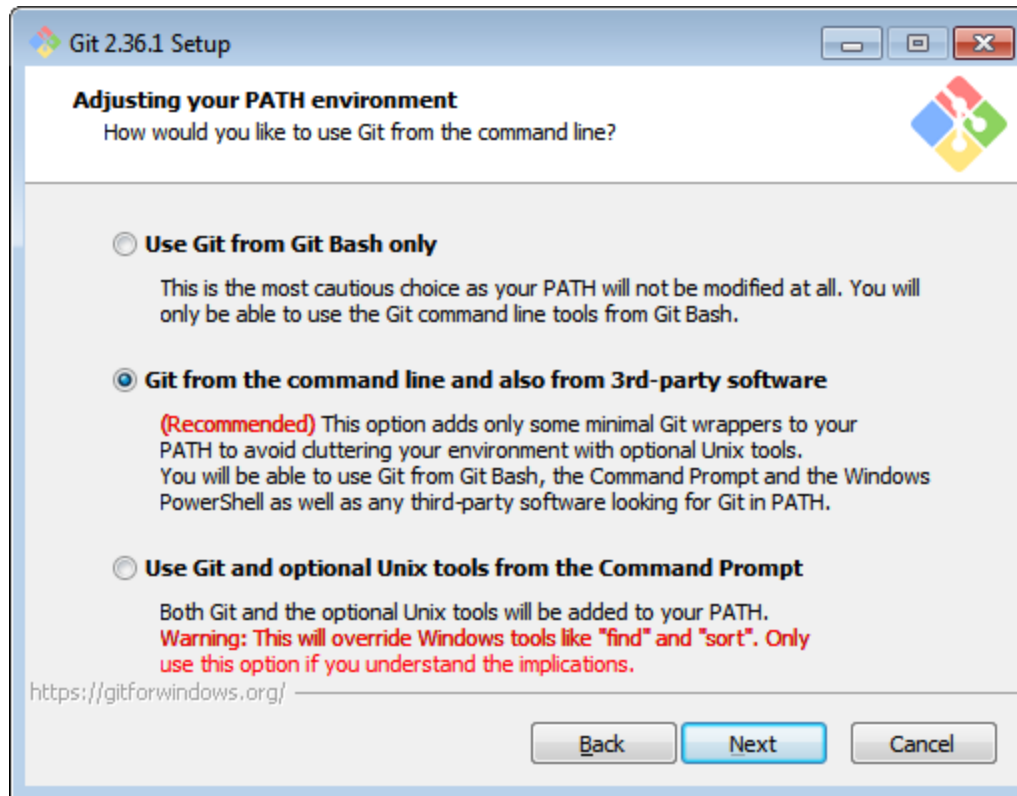 Git 2.36.1 Setup
Adjusting your PATH environment
How would you like to use Git from the command line?
Use Git from Git Bash only
This is the most cautious choice as your PATH will not be modified at all. You will
only be able to use the Git command line tools from Git Bash.
Git from the command line and also from 3rd-party software
(Recommended) This option adds only some minimal Git wrappers to your
PATH to avoid cluttering your environment with optional Unix tools.
You will be able to use Git from Git Bash, the Command Prompt and the Windows
PowerShell as well as any third-party software looking for Git in PATH.
Use Git and optional Unix tools from the Command Prompt
Both Git and the optional Unix tools will be added to your PATH.
Warning: This will override Windows tools like "find" and "sort". Only
use this option if you understand the implications.
https://gitforwindows.org/
Back Next Cancel